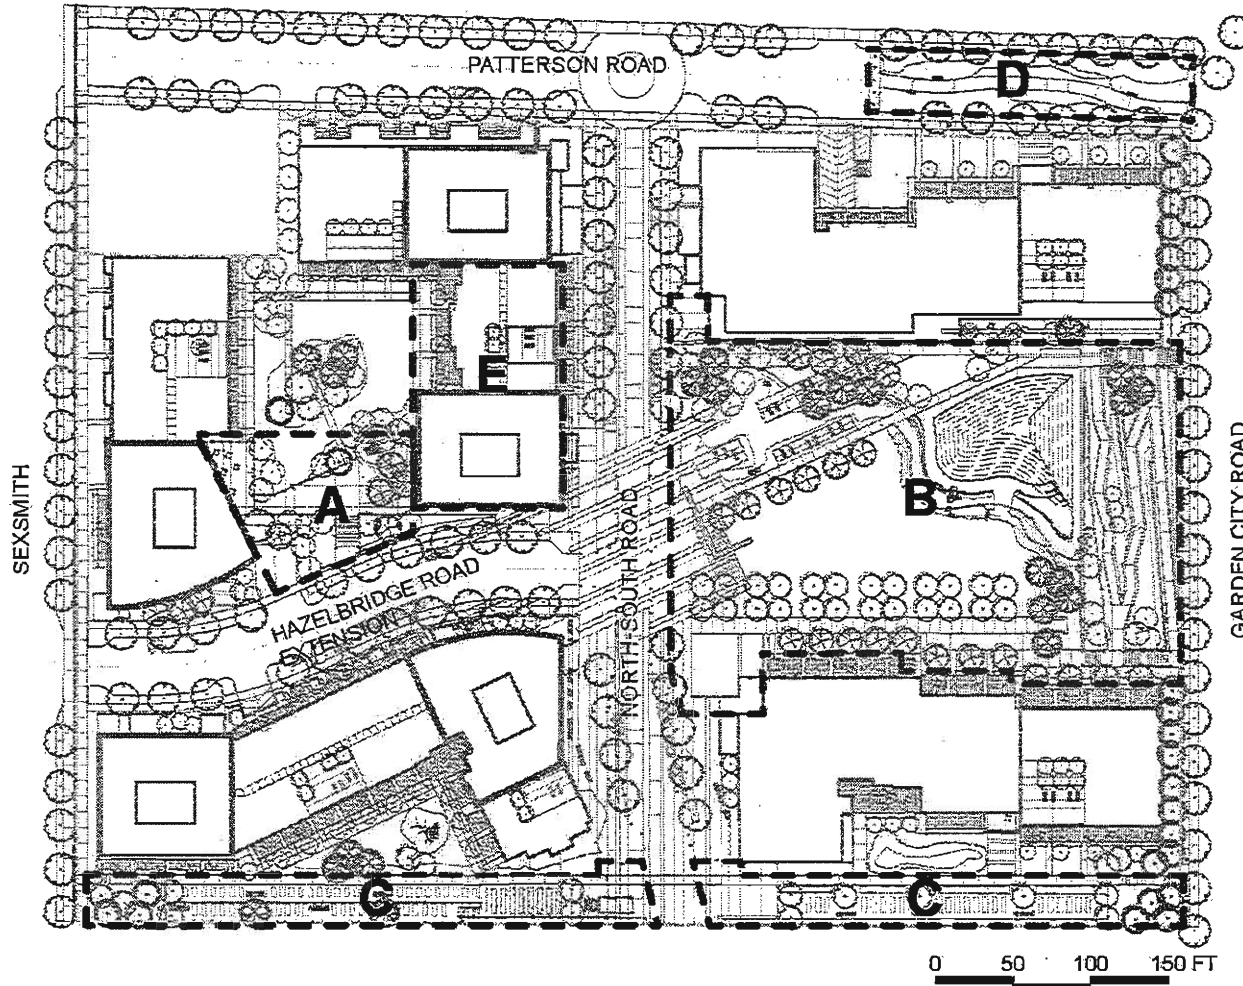 PATTERSON ROAD
D
E
A
B
SEXSMITH
NORTH-SOUTH ROAD
GARDEN CITY ROAD
HAZELBRIDGE ROAD
EXTENSION
C
C
0 50 100 150 FT